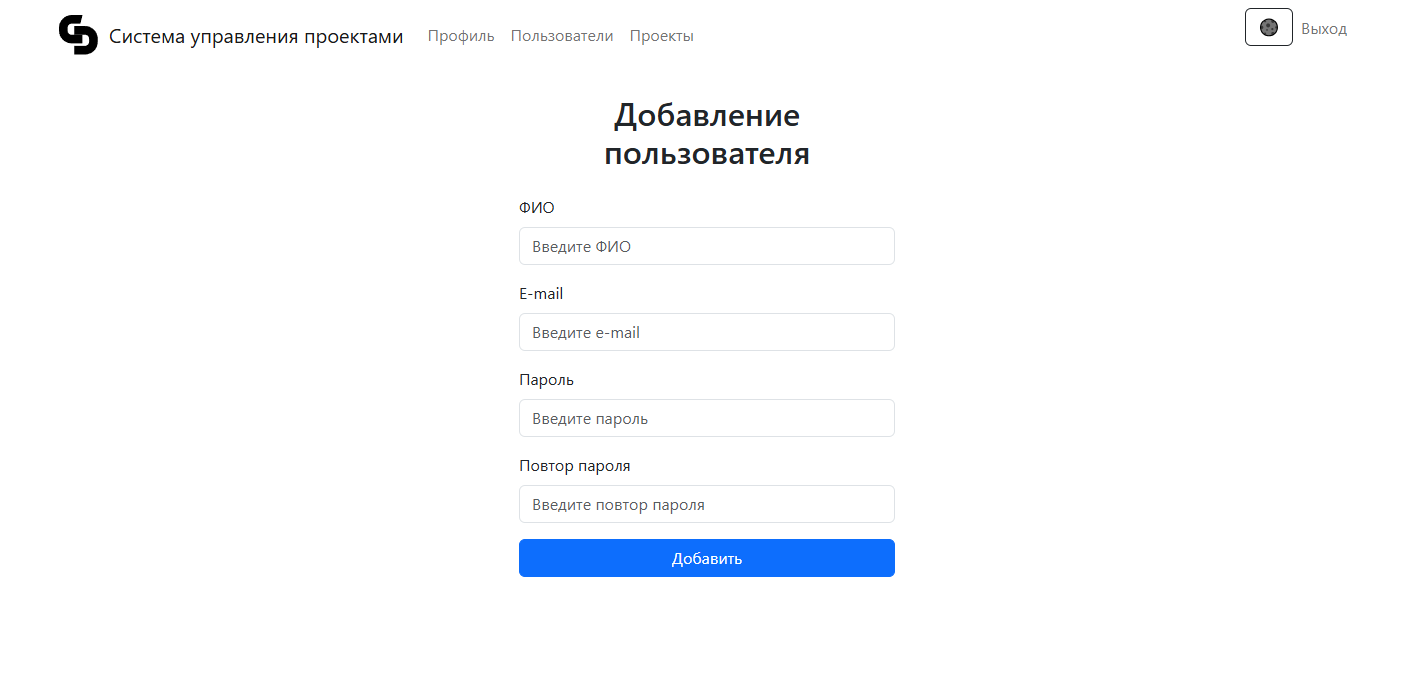 Система управления проектами Профиль Пользователи Проекты Выход
Добавление
пользователя
ФИО
Введите ФИО
E-mail
Введите e-mail
Пароль
Введите пароль
Повтор пароля
Введите повтор пароля
Добавить